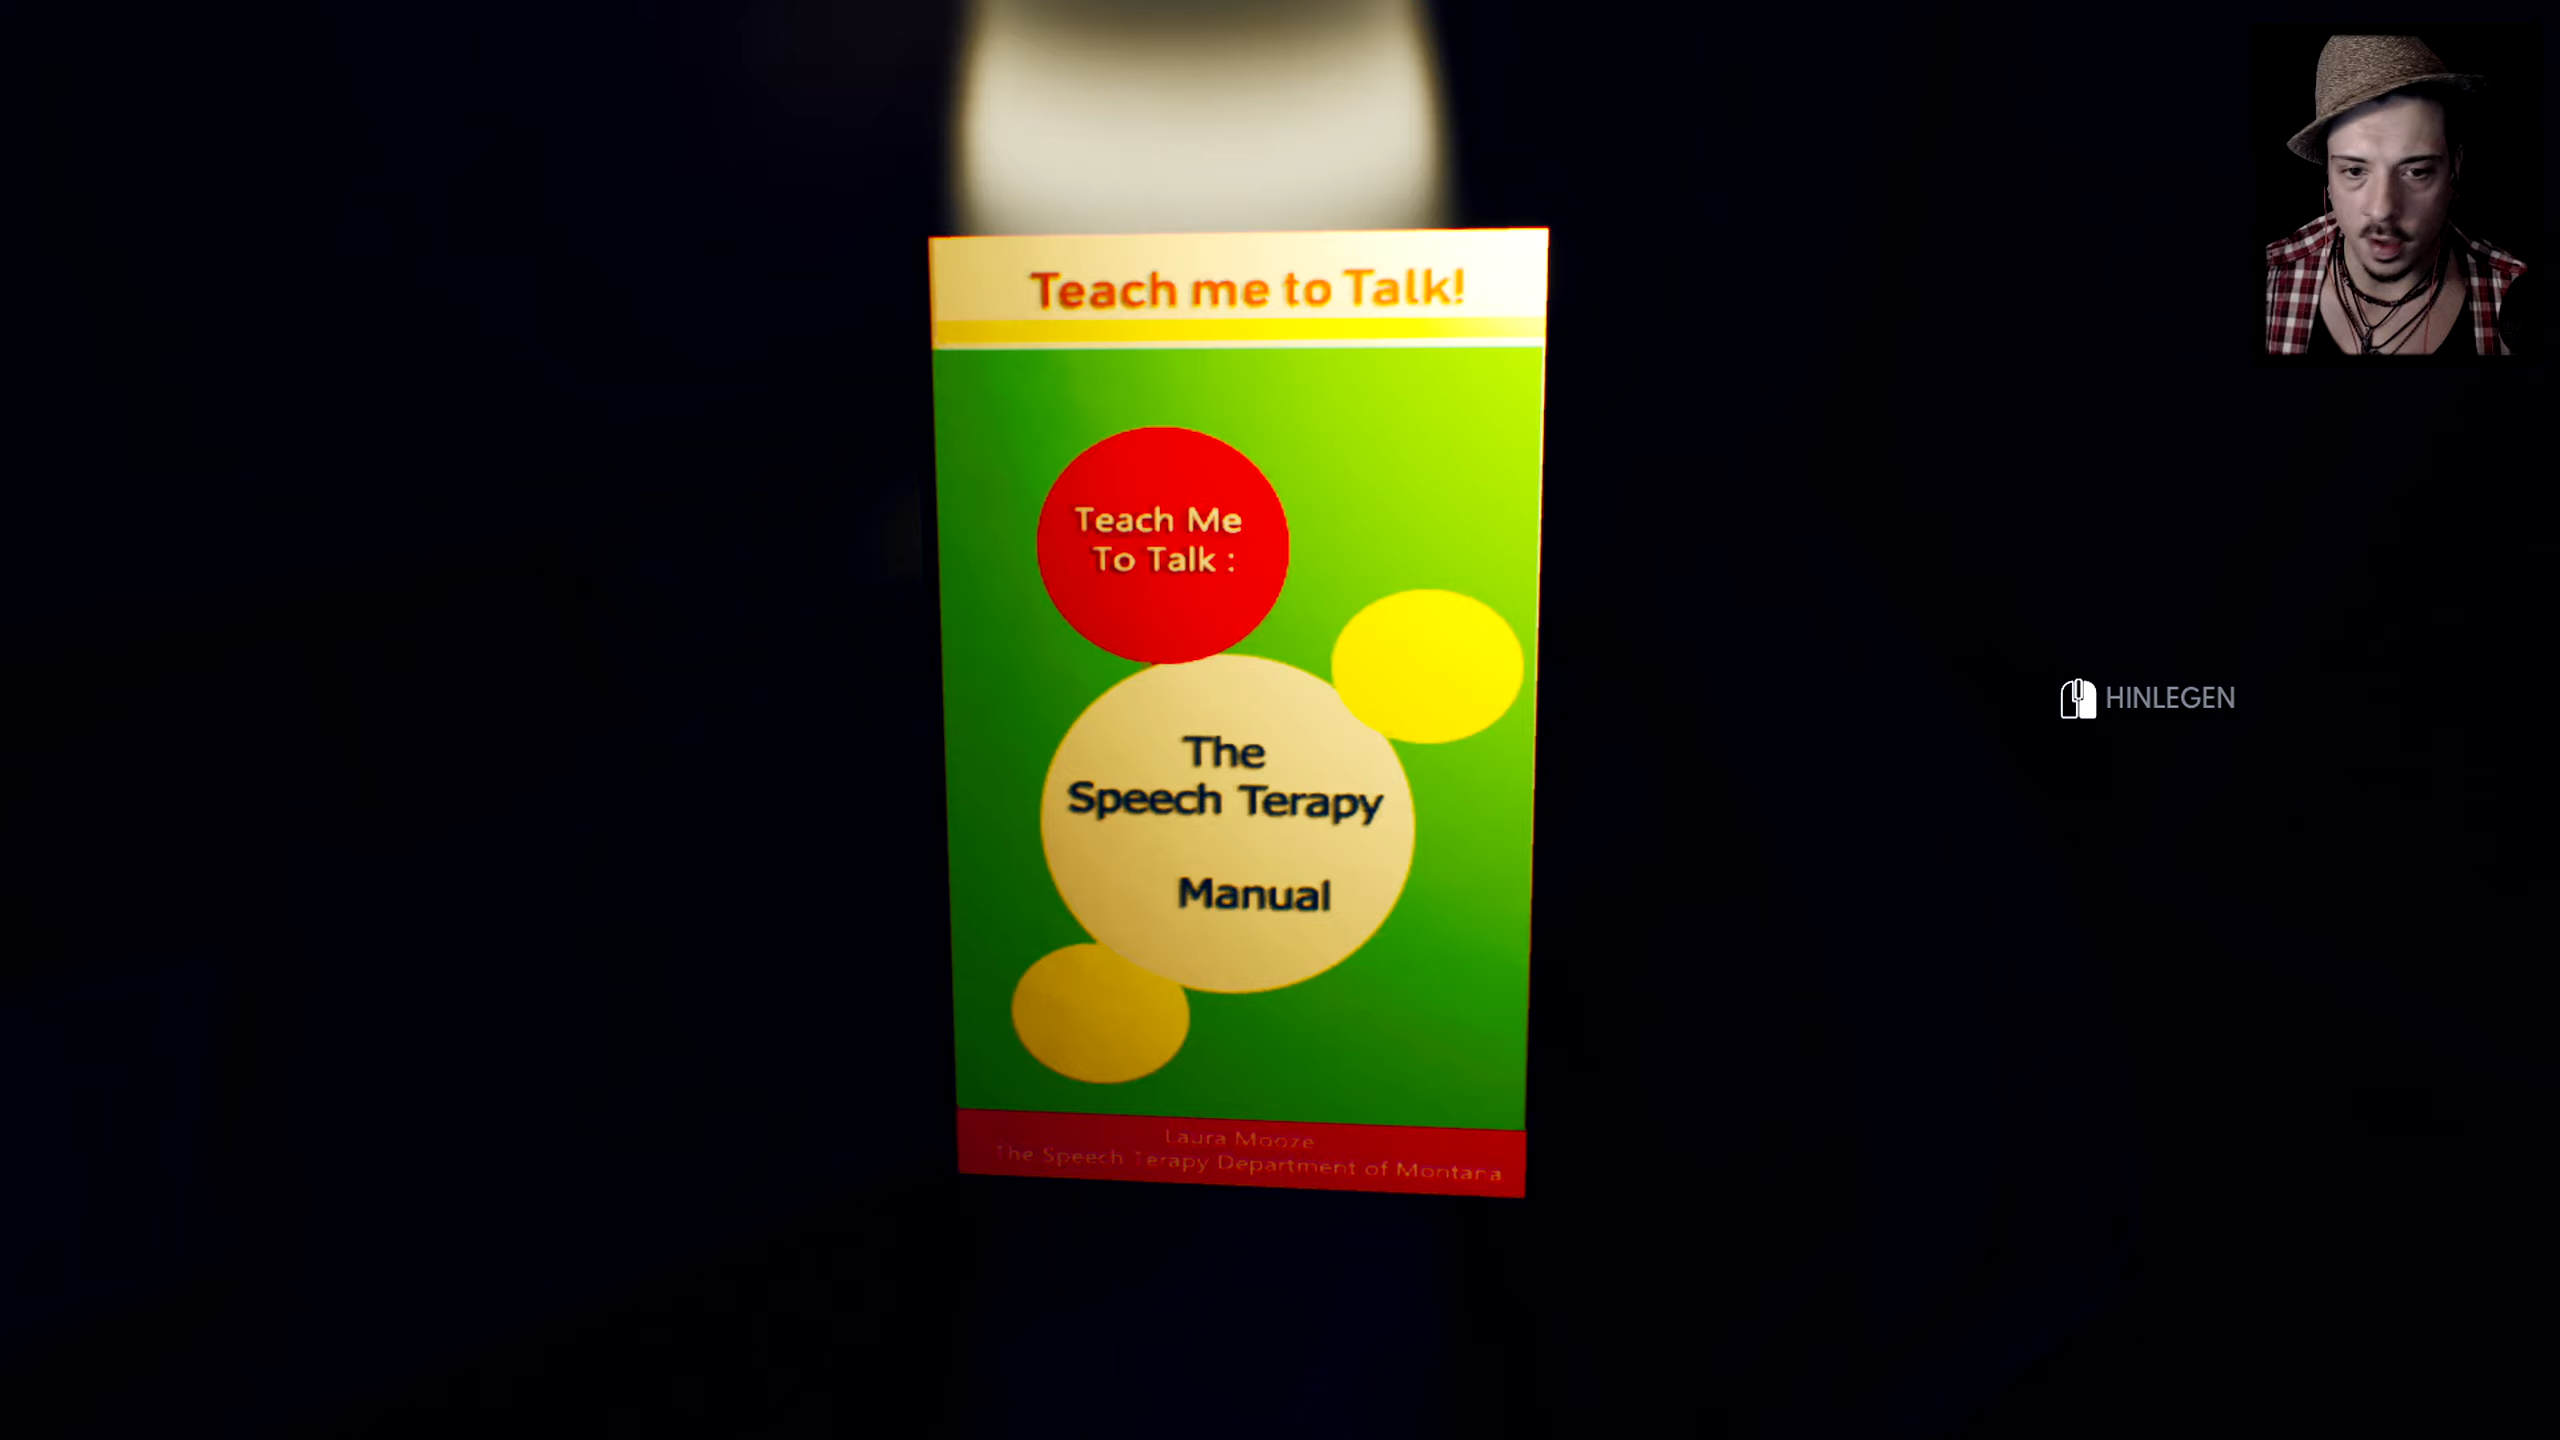 Teach me to Talk!
Teach Me
To Talk :
The
Speech Terapy
Manual
HINLEGEN
Laura Mooze
The Speech Terapy Department of Montana